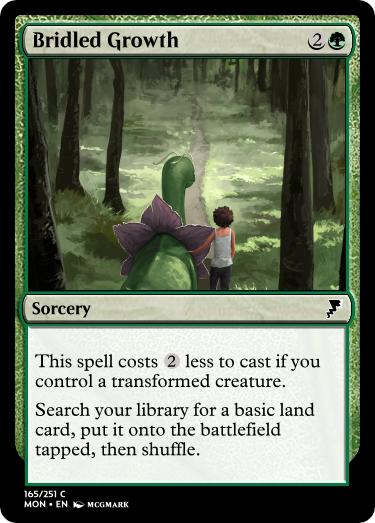 Bridled Growth 2
Sorcery
This spell costs 2 less to cast if you
control a transformed creature.
Search your library for a basic land
card, put it onto the battlefield
tapped, then shuffle.
165/251 C
MON • EN MCGMARK